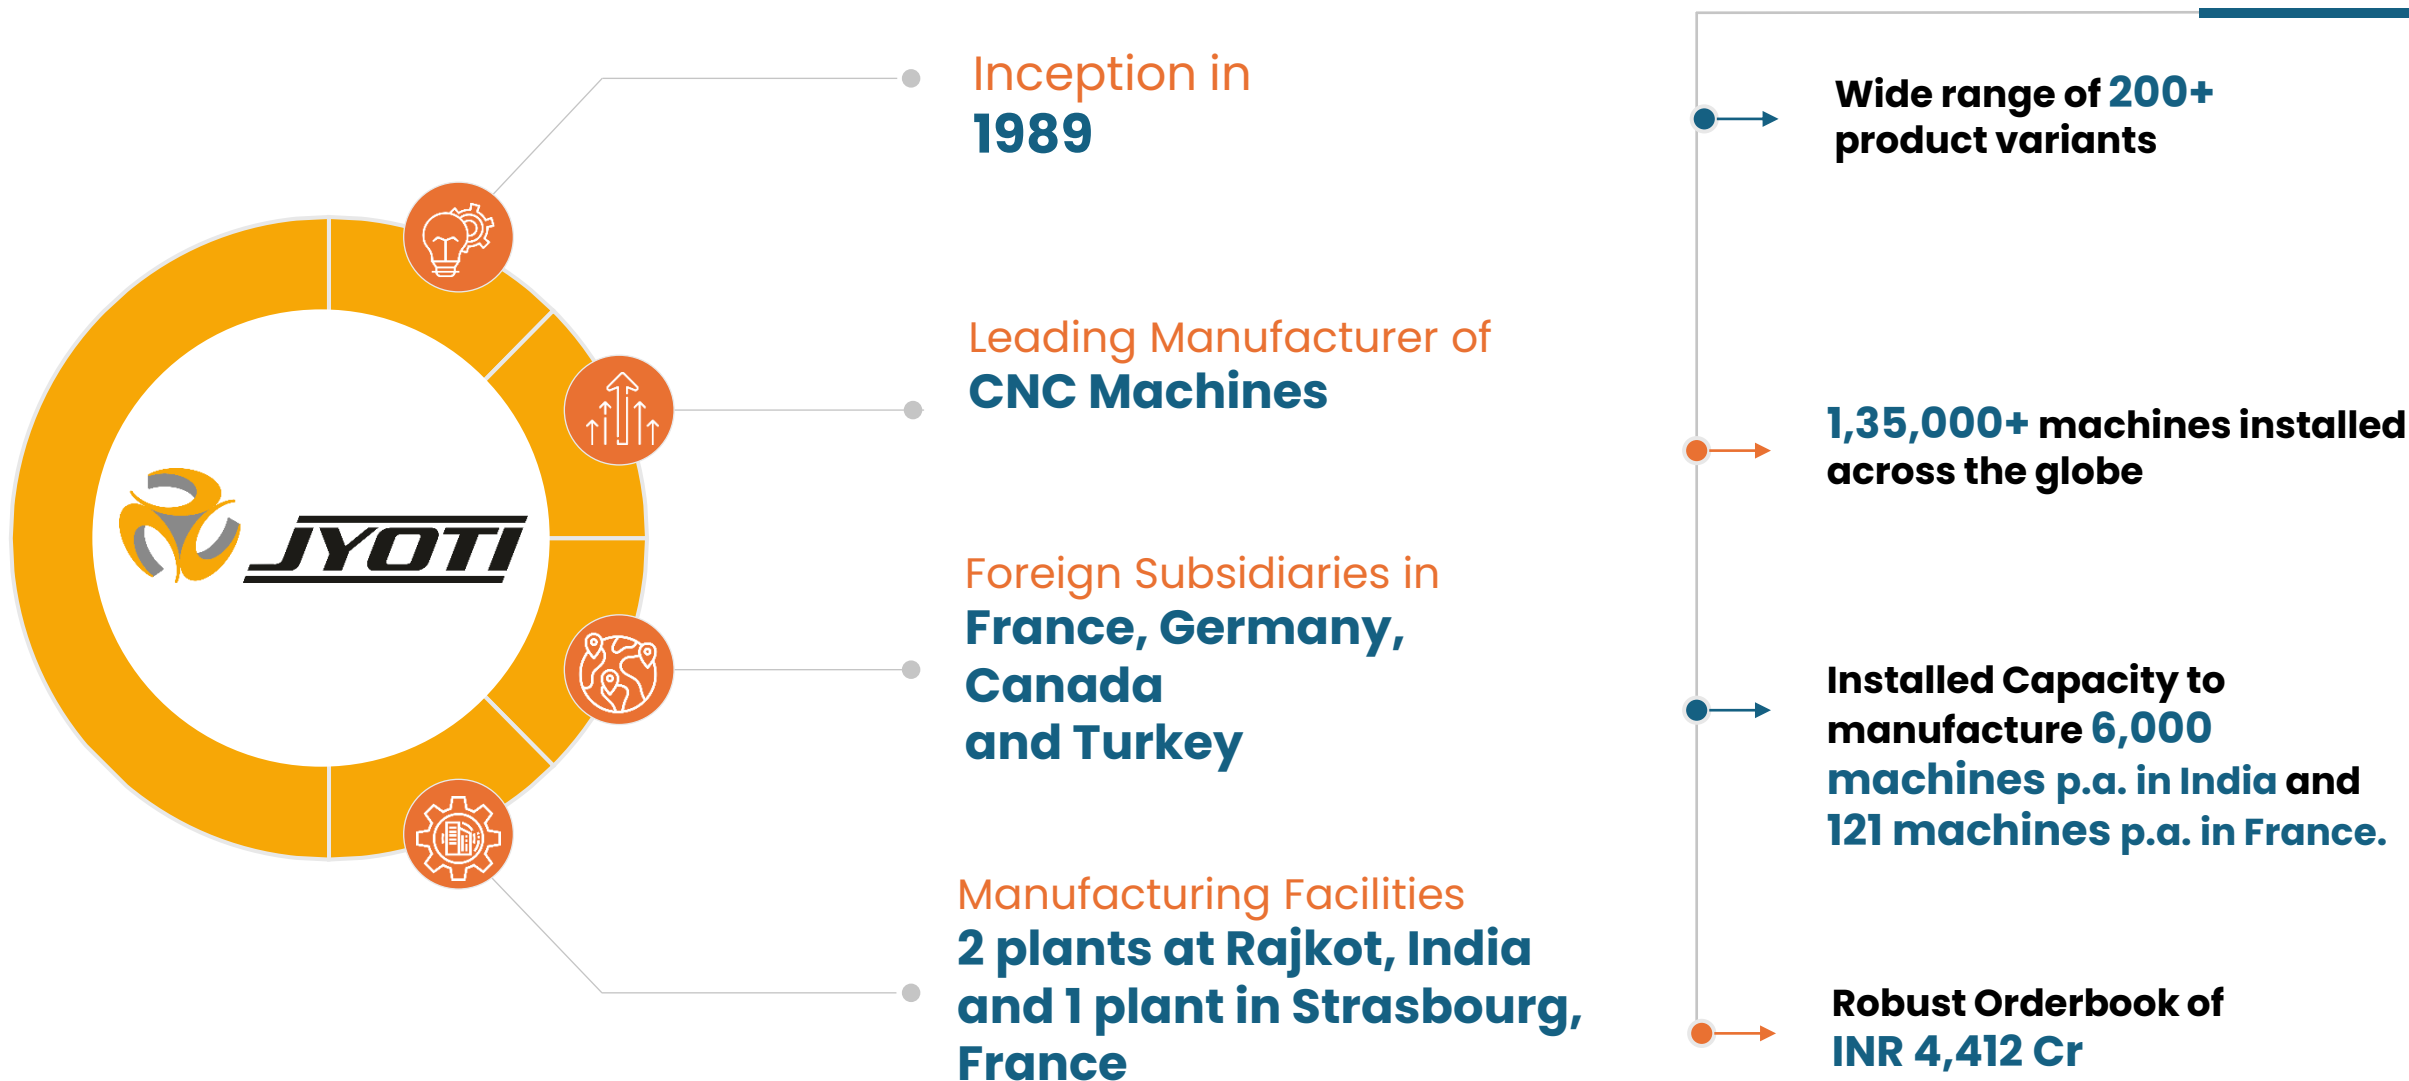 JYOTI
Inception in
1989
Leading Manufacturer of
CNC Machines
Foreign Subsidiaries in
France, Germany,
Canada
and Turkey
Manufacturing Facilities
2 plants at Rajkot, India
and 1 plant in Strasbourg,
France
Wide range of 200+
product variants
1,35,000+ machines installed
across the globe
Installed Capacity to
manufacture 6,000
machines p.a. in India and
121 machines p.a. in France.
Robust Orderbook of
INR 4,412 Cr